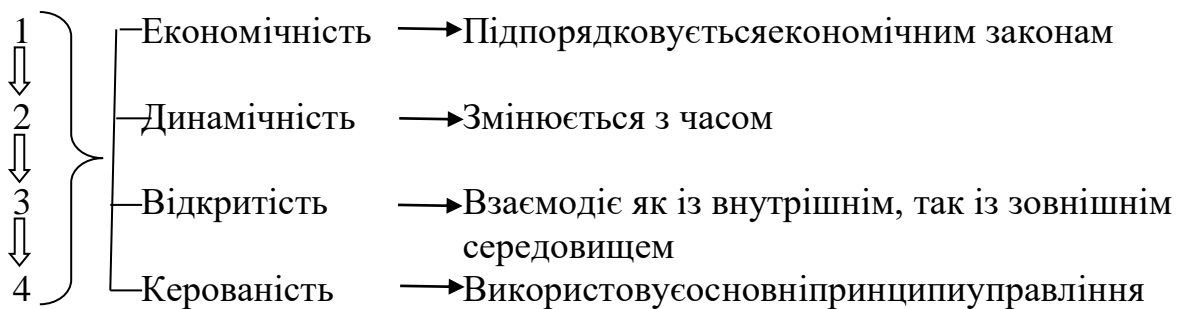 1 Економічність Підпорядковуєтьсяекономічним законам
2 Динамічність Змінюється з часом
3 Відкритість Взаємодіє як із внутрішнім, так із зовнішнім
середовищем
4 Керованість Використовуєосновніпринципиуправління